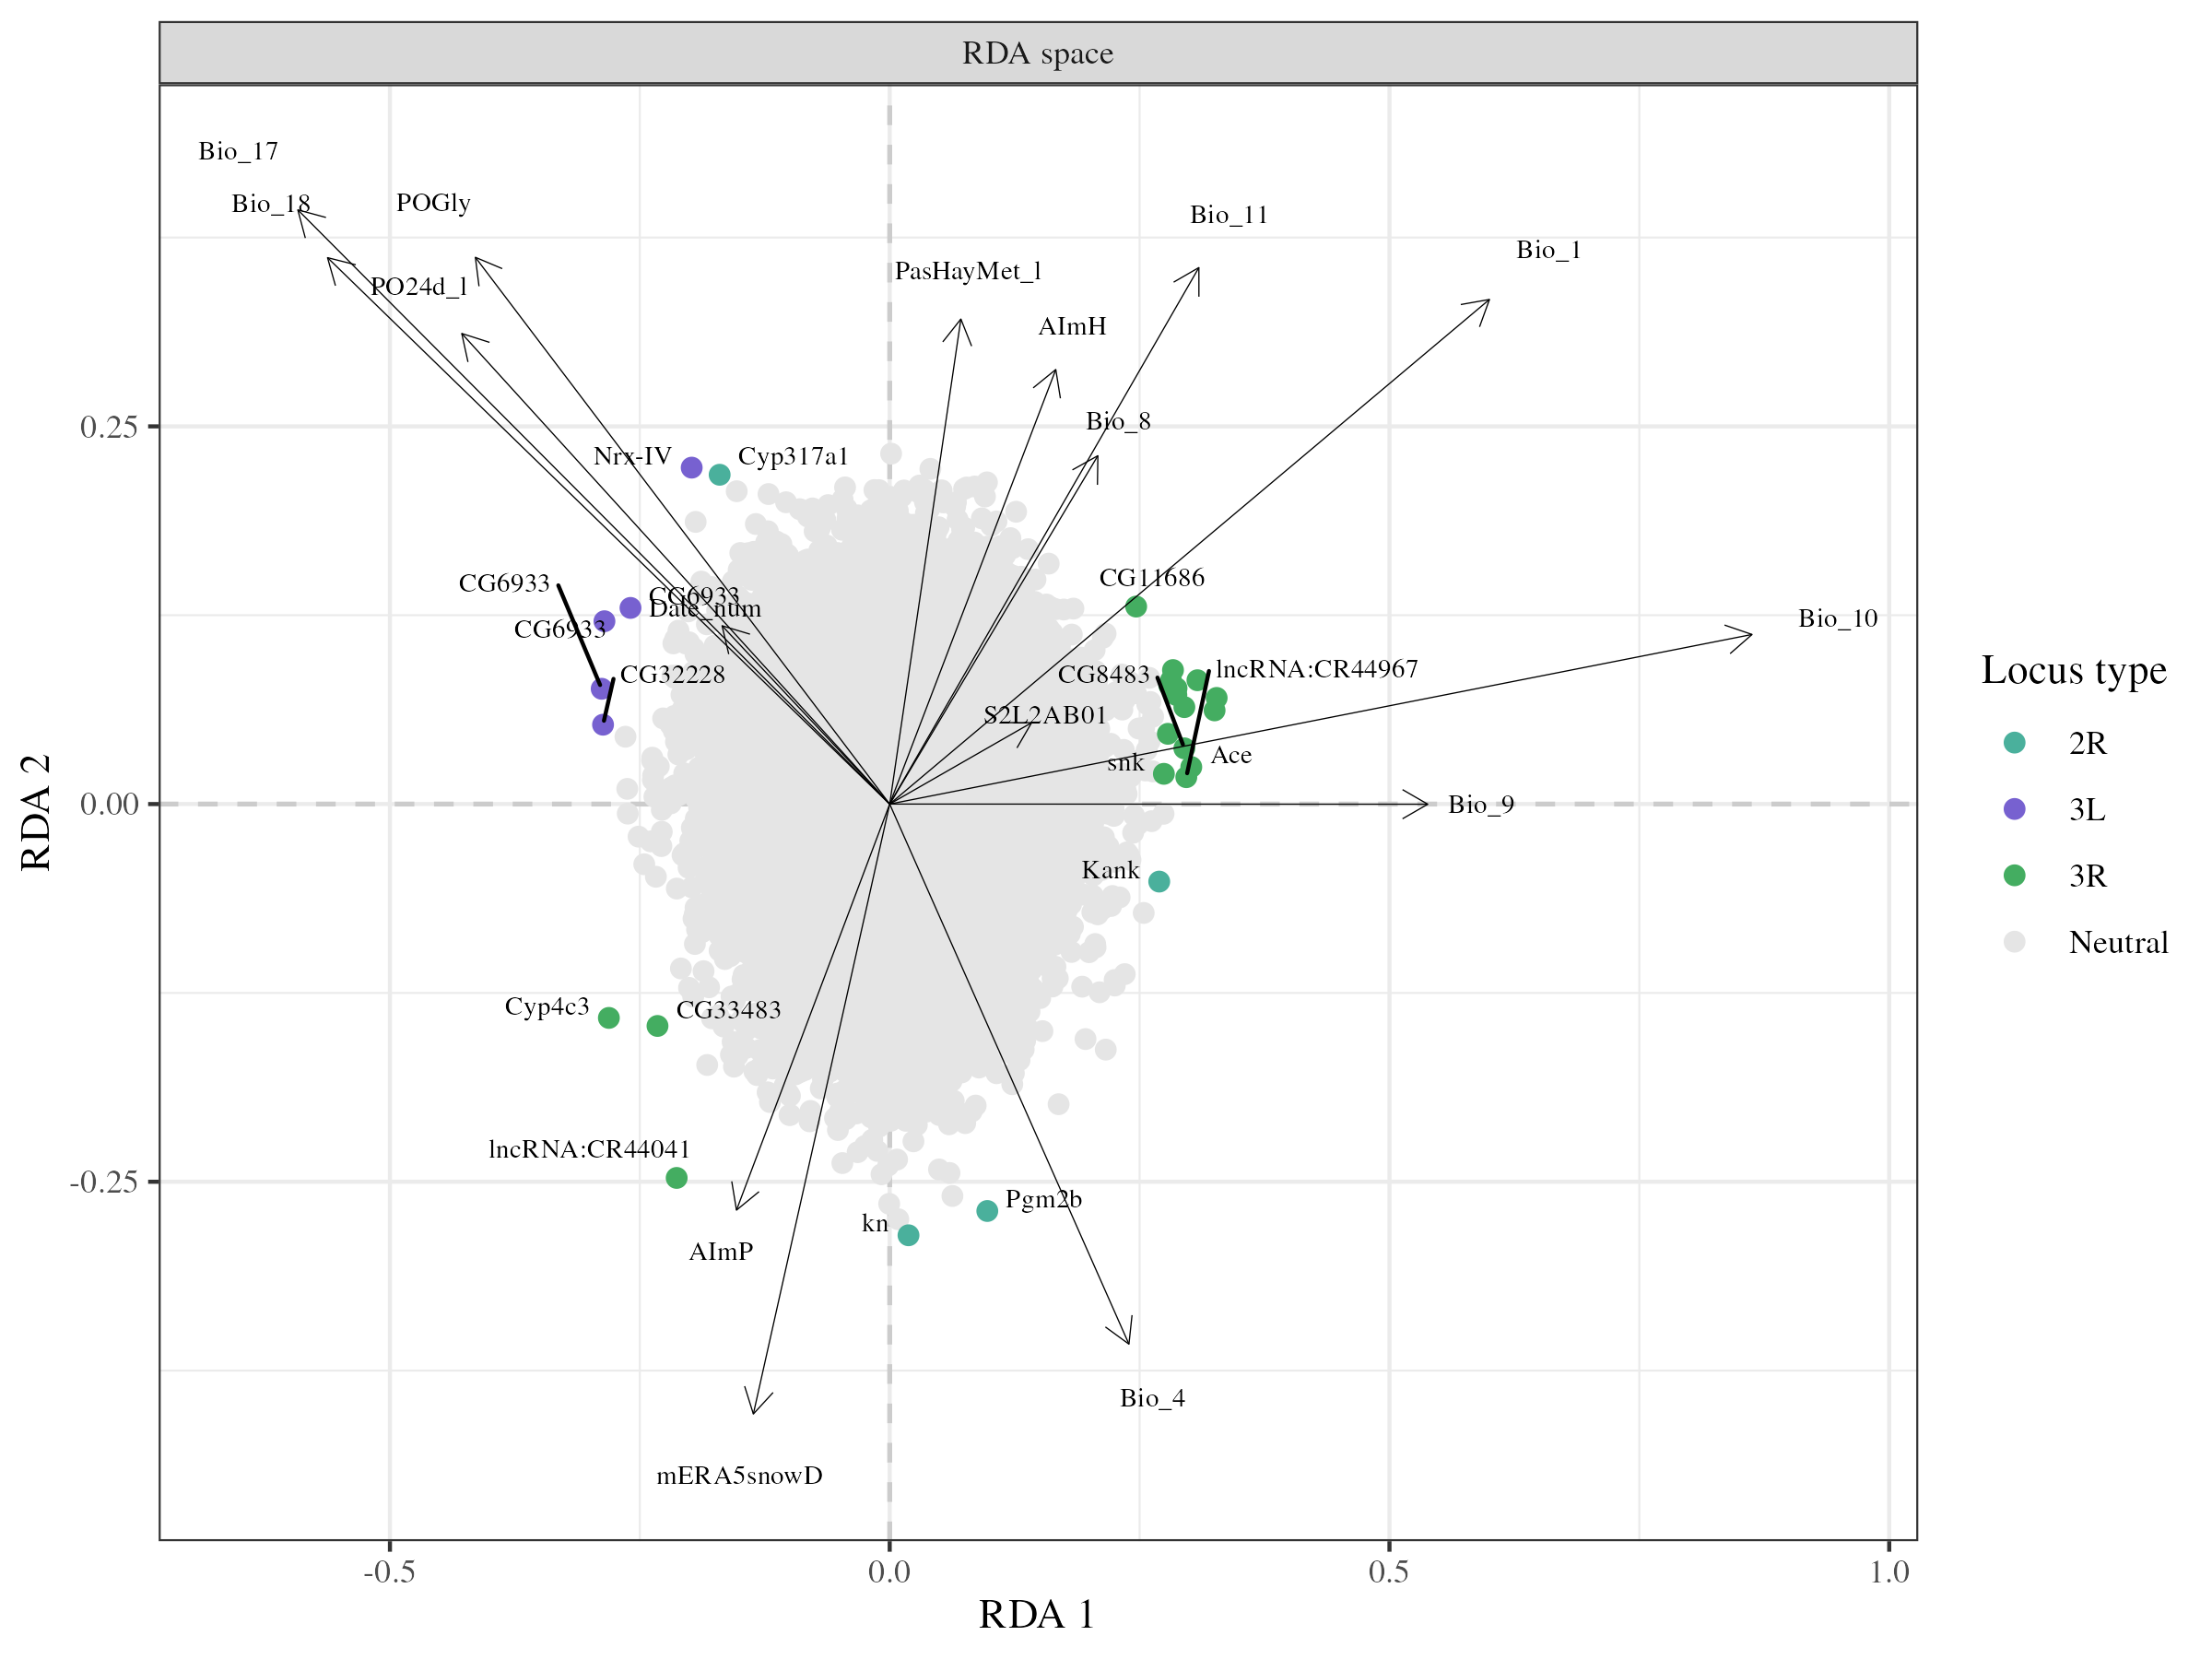 RDA space
Bio_17
Bio_18
POGly
Bio_11
Bio_1
PasHayMet_l
PO24d_l
AImH
Bio_8
0.25
Nrx-IV
Cyp317a1
CG6933
CG6933
Date_num
CG11686
Bio_10
CG6933
CG32228
CG8483
lncRNA:CR44967
S2L2AB01
snk
Ace
0.00
Bio_9
Kank
Cyp4c3
CG33483
lncRNA:CR44041
-0.25
Pgm2b
kn
AImP
Bio_4
mERA5snowD
-0.5
0.0
0.5
1.0
RDA 1
RDA 2
Locus type
2R
3L
3R
Neutral